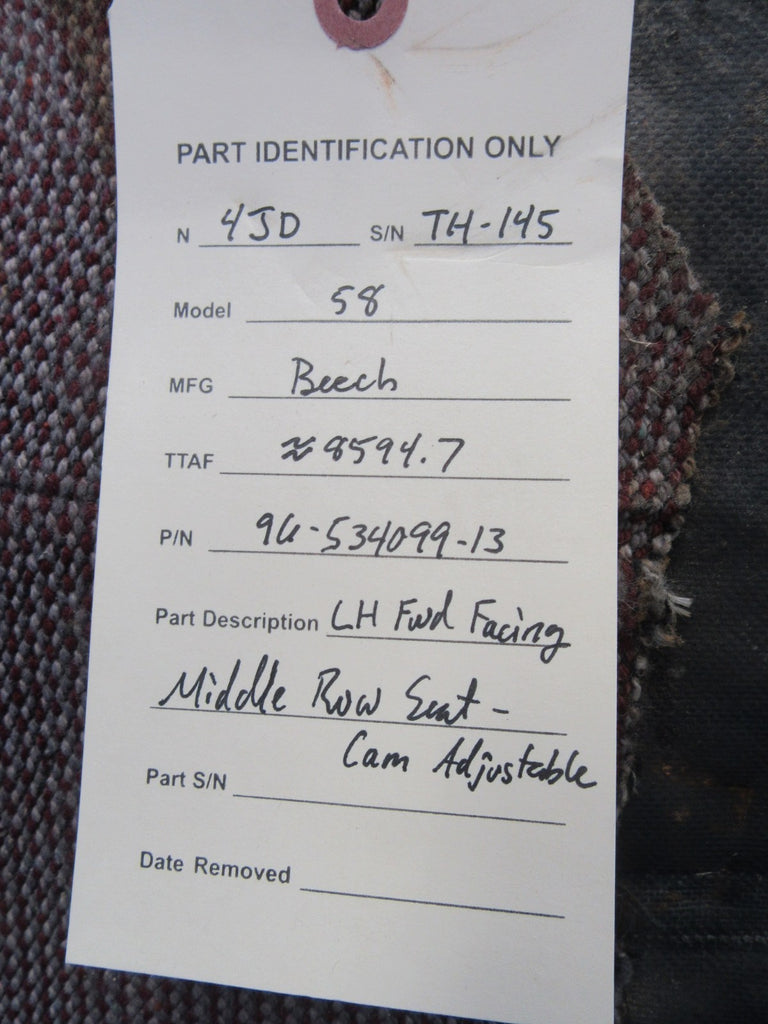 PART IDENTIFICATION ONLY
N 4JD S/N TH-145
Model 58
MFG Beech
TTAF ≈8594.7
P/N 96-534099-13
Part Description LH Fwd Facing
Middle Row Seat -
Cam Adjustable
Part S/N
Date Removed